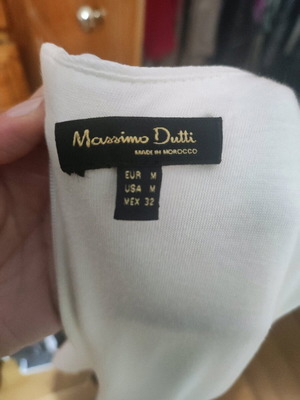 Massimo Dutti
MADE IN MOROCCO
EUR M
USA M
MEX 32